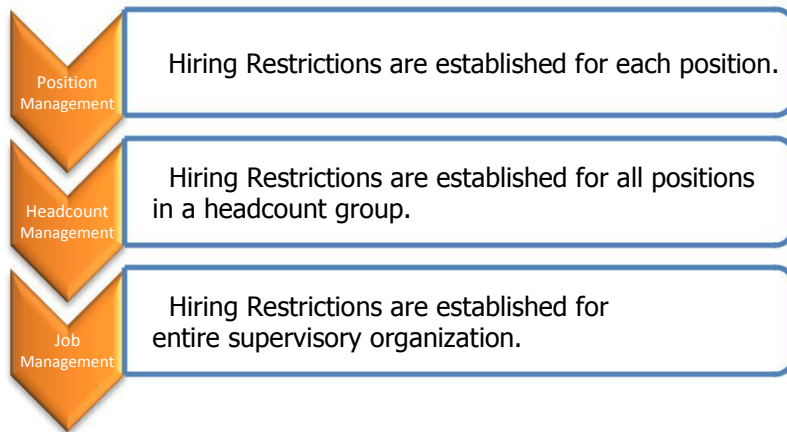 Position
Management
Hiring Restrictions are established for each position.
Headcount
Management
Hiring Restrictions are established for all positions
in a headcount group.
Job
Management
Hiring Restrictions are established for
entire supervisory organization.